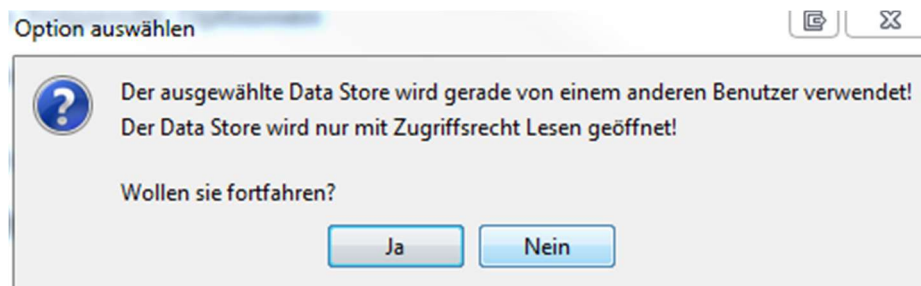 Option auswählen
Der ausgewählte Data Store wird gerade von einem anderen Benutzer verwendet!
Der Data Store wird nur mit Zugriffsrecht Lesen geöffnet!
Wollen sie fortfahren?
Ja Nein